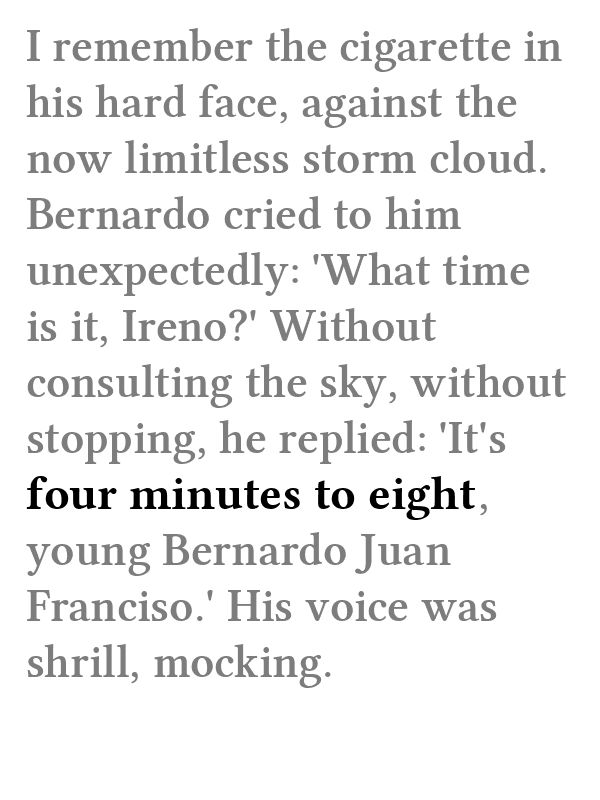 I remember the cigarette in
his hard face, against the
now limitless storm cloud.
Bernardo cried to him
unexpectedly: 'What time
is it, Ireno?' Without
consulting the sky, without
stopping, he replied: 'It's
four minutes to eight,
young Bernardo Juan
Franciso.' His voice was
shrill, mocking.